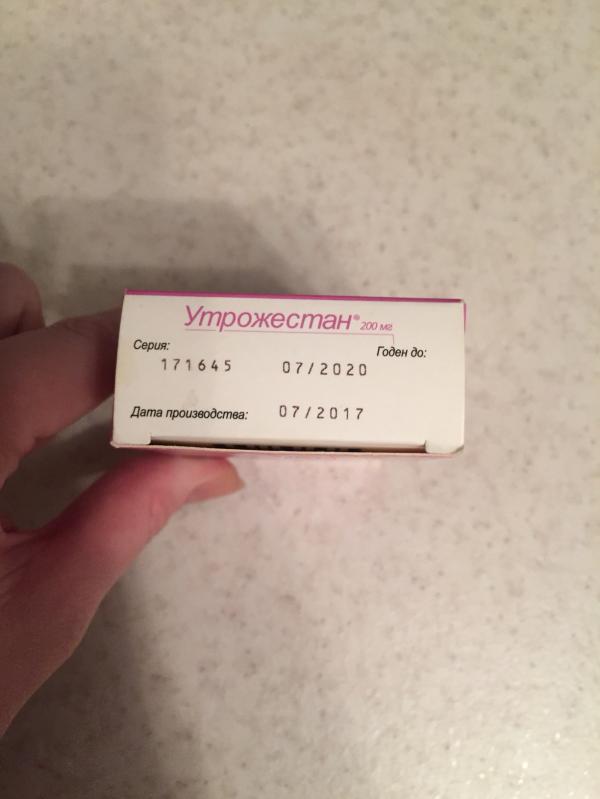 Утрожестан® 200 мг
Серия: Годен до:
171645 07/2020
Дата производства: 07/2017